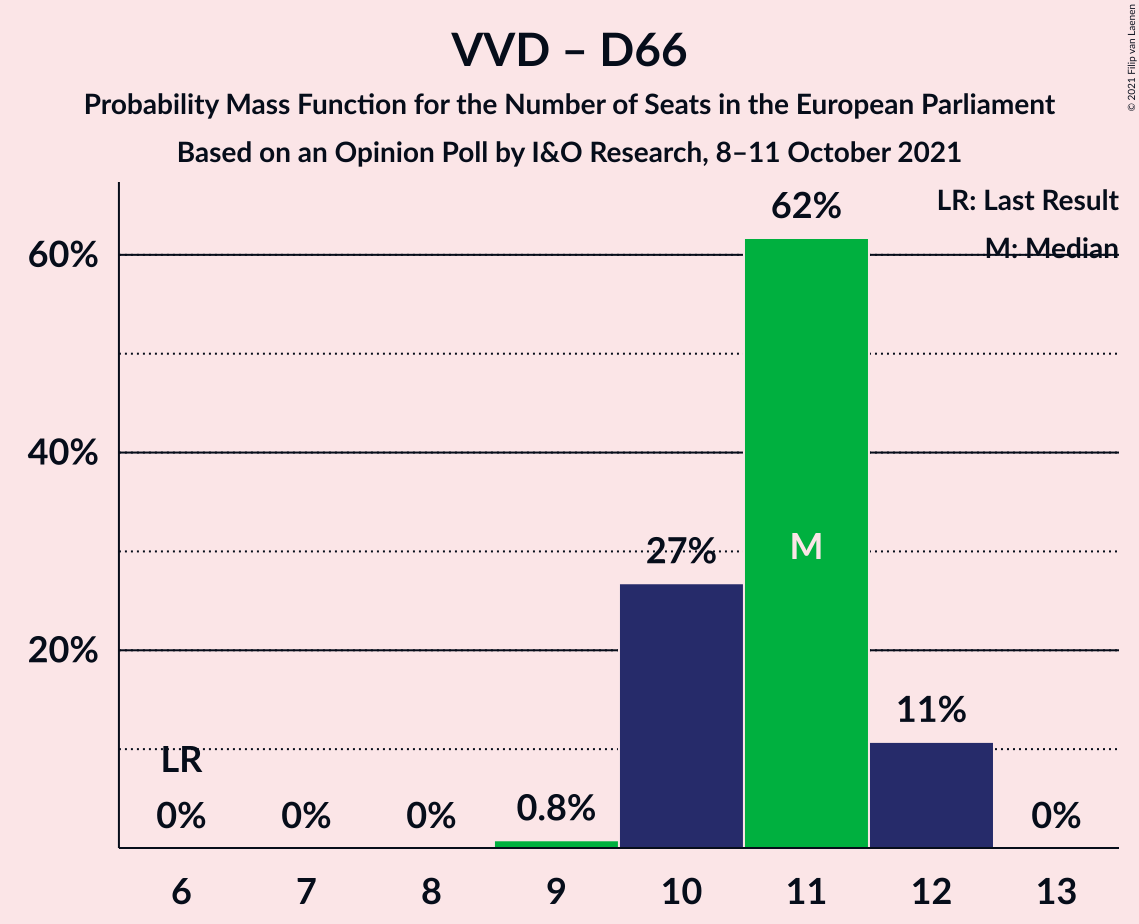 VVD – D66
Probability Mass Function for the Number of Seats in the European Parliament
Based on an Opinion Poll by I&O Research, 8–11 October 2021
© 2021 Filip van Laenen
LR: Last Result
M: Median
60%
40%
20%
LR
0%
0%
0%
0.8%
27%
62%
M
11%
0%
6
7
8
9
10
11
12
13